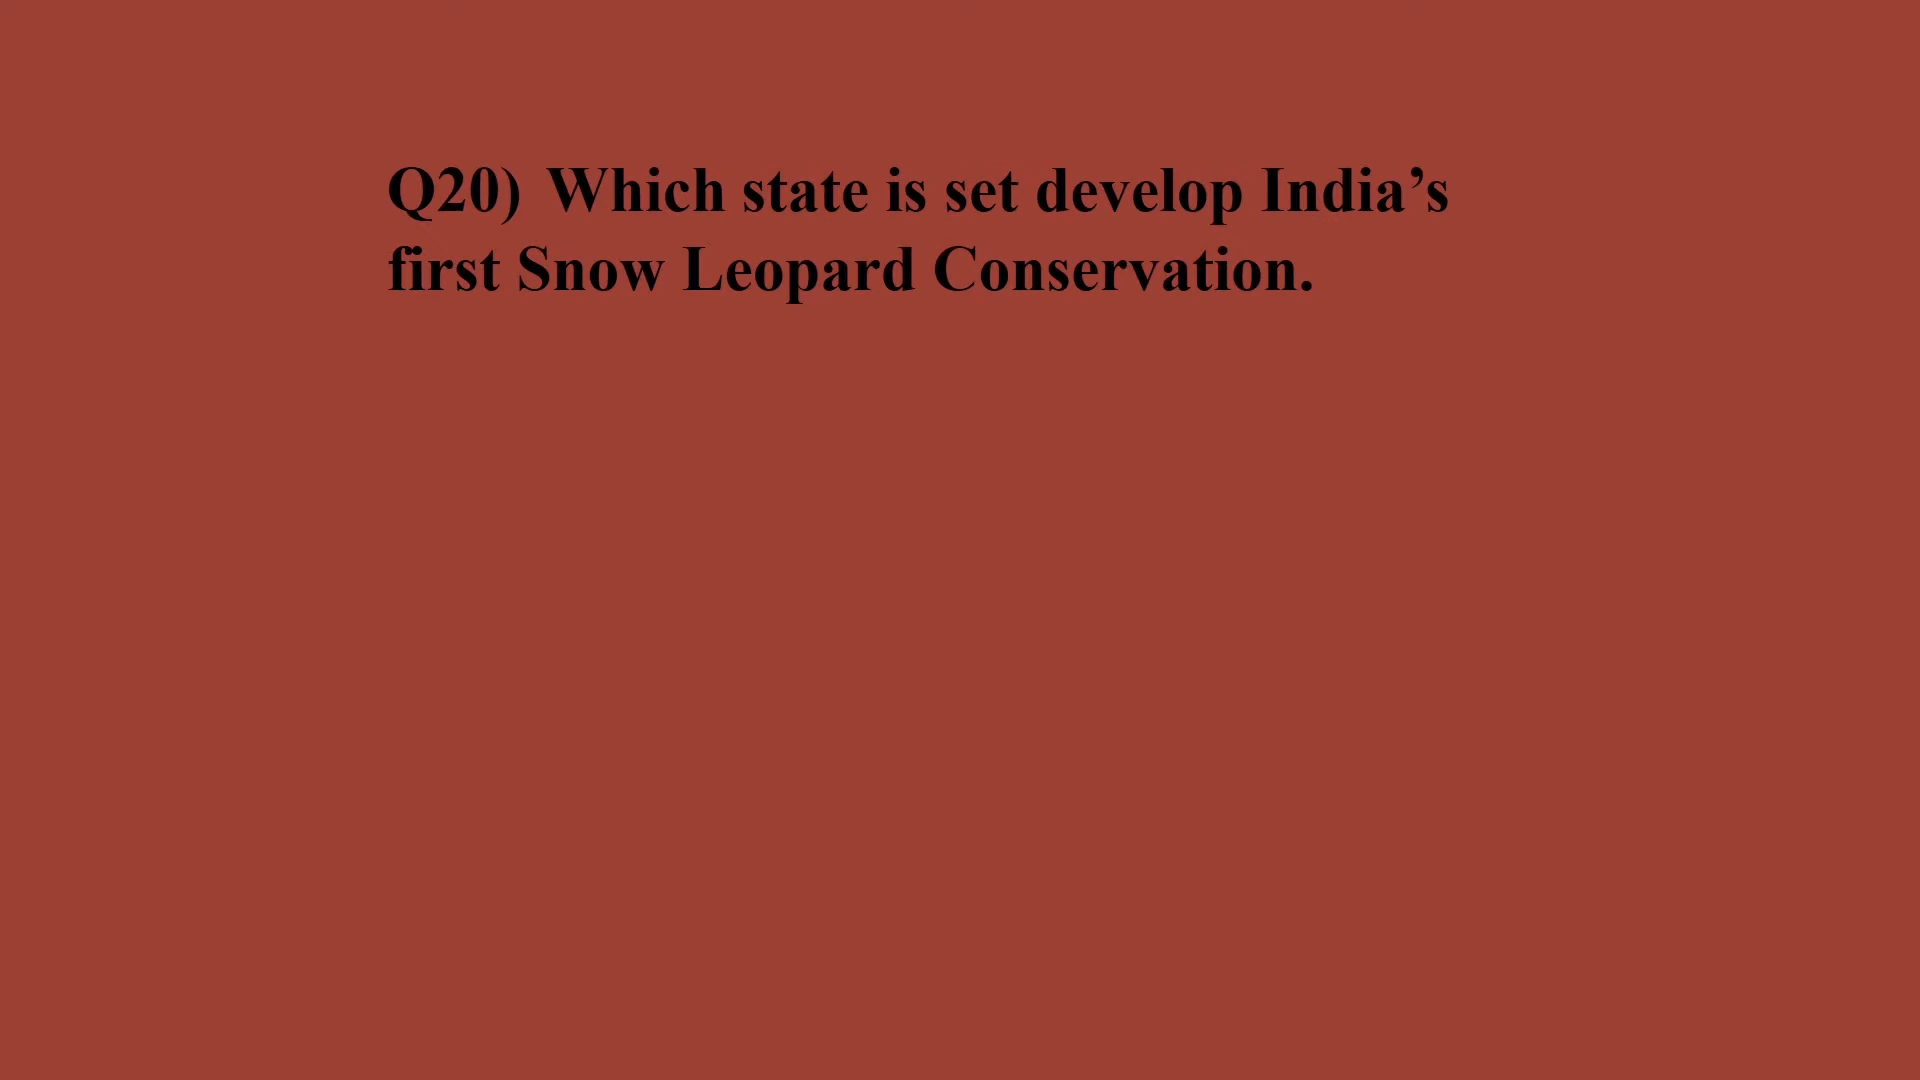 Q20) Which state is set develop India’s
first Snow Leopard Conservation.